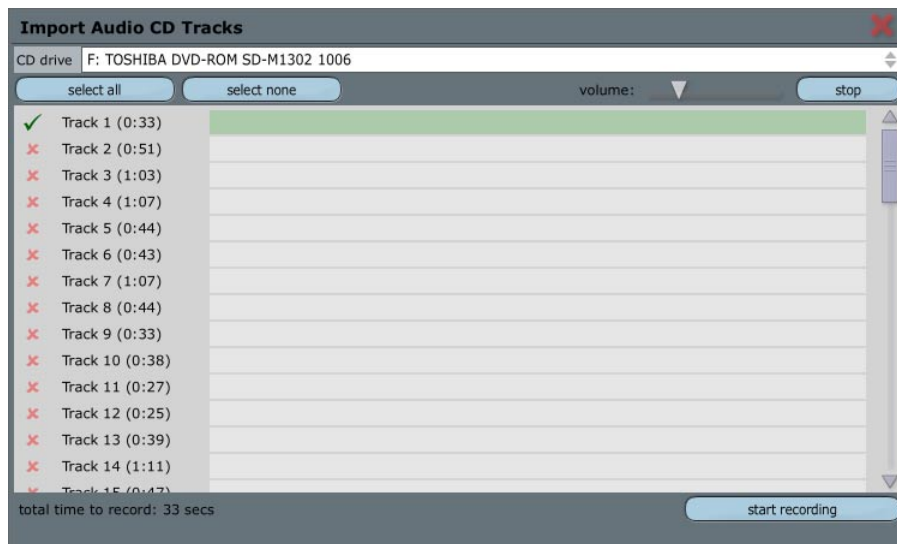 Import Audio CD Tracks
CD drive F: TOSHIBA DVD-ROM SD-M1302 1006
select all select none volume: stop
Track 1 (0:33)
Track 2 (0:51)
Track 3 (1:03)
Track 4 (1:07)
Track 5 (0:44)
Track 6 (0:43)
Track 7 (1:07)
Track 8 (0:44)
Track 9 (0:33)
Track 10 (0:38)
Track 11 (0:27)
Track 12 (0:25)
Track 13 (0:39)
Track 14 (1:11)
Track 15 (0:47)
total time to record: 33 secs start recording